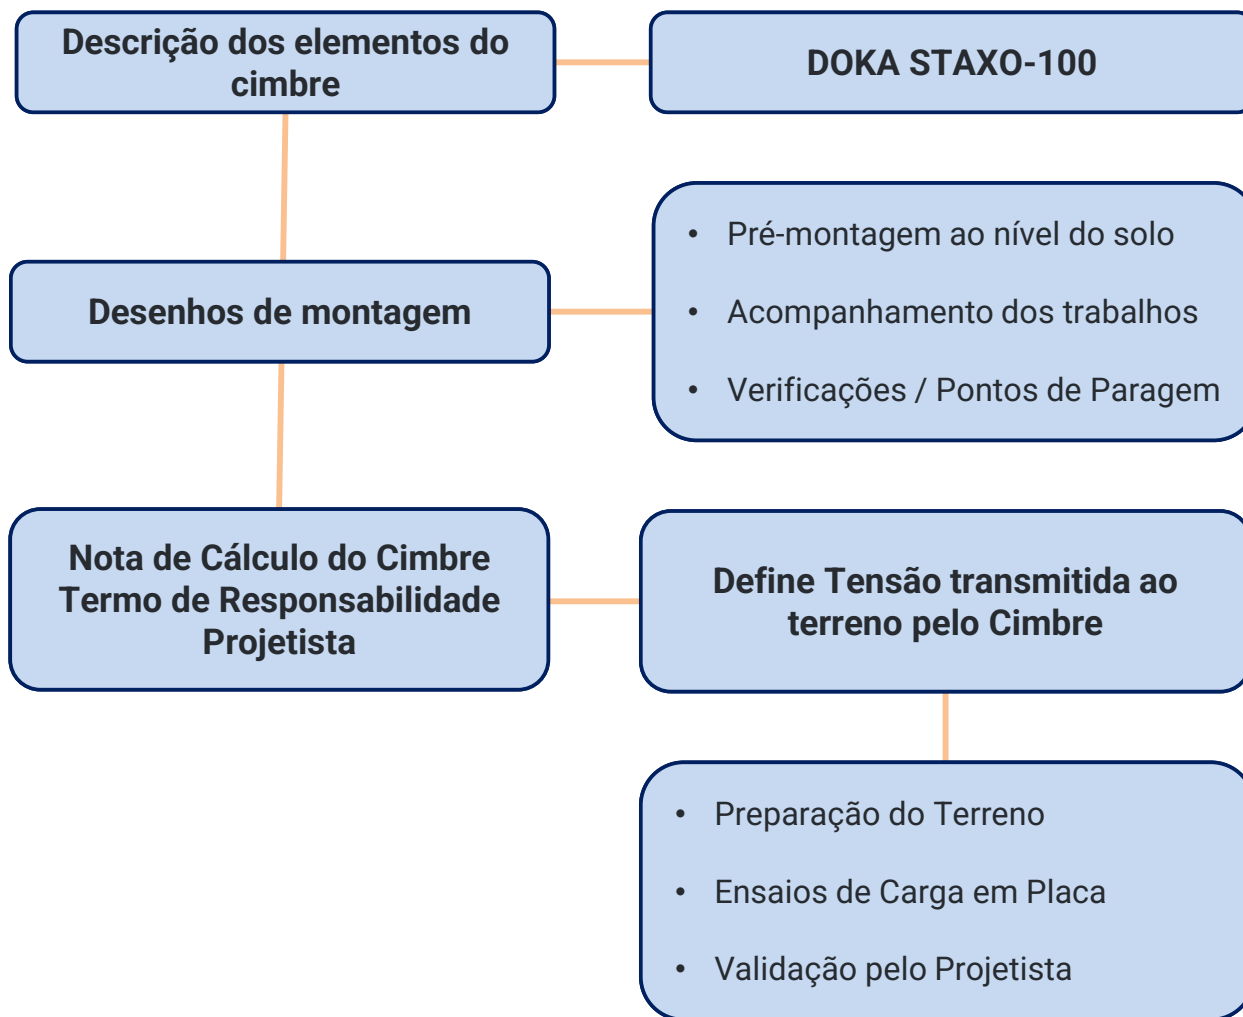 Descrição dos elementos do
cimbre
DOKA STAXO-100
Desenhos de montagem
• Pré-montagem ao nível do solo
• Acompanhamento dos trabalhos
• Verificações / Pontos de Paragem
Nota de Cálculo do Cimbre
Termo de Responsabilidade
Projetista
Define Tensão transmitida ao
terreno pelo Cimbre
• Preparação do Terreno
• Ensaios de Carga em Placa
• Validação pelo Projetista